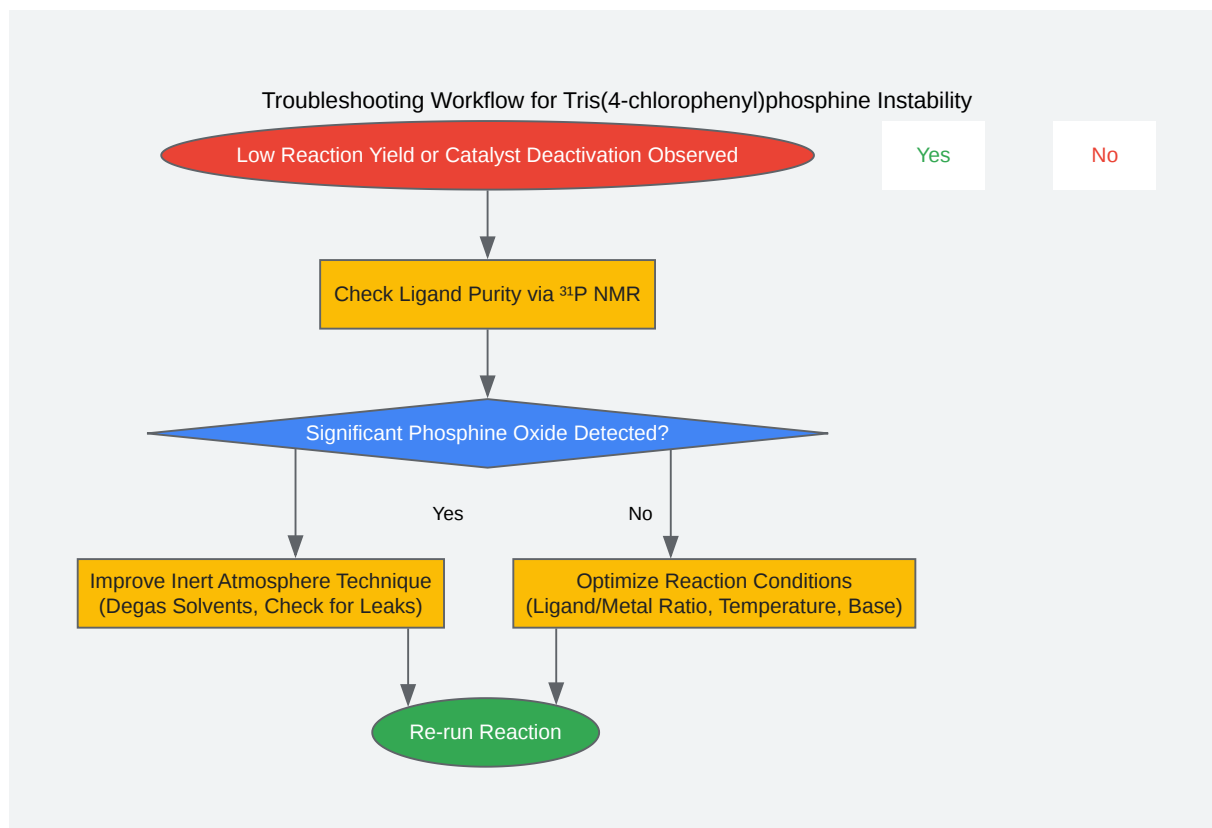 Troubleshooting Workflow for Tris(4-chlorophenyl)phosphine Instability
Low Reaction Yield or Catalyst Deactivation Observed
Yes
No
Check Ligand Purity via ³¹P NMR
Significant Phosphine Oxide Detected?
Yes
No
Improve Inert Atmosphere Technique
(Degas Solvents, Check for Leaks)
Optimize Reaction Conditions
(Ligand/Metal Ratio, Temperature, Base)
Re-run Reaction